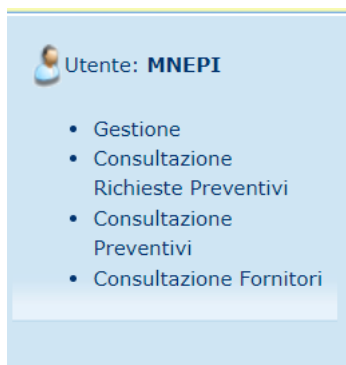 Utente: MNEPI
Gestione
Consultazione
Richieste Preventivi
Consultazione
Preventivi
Consultazione Fornitori